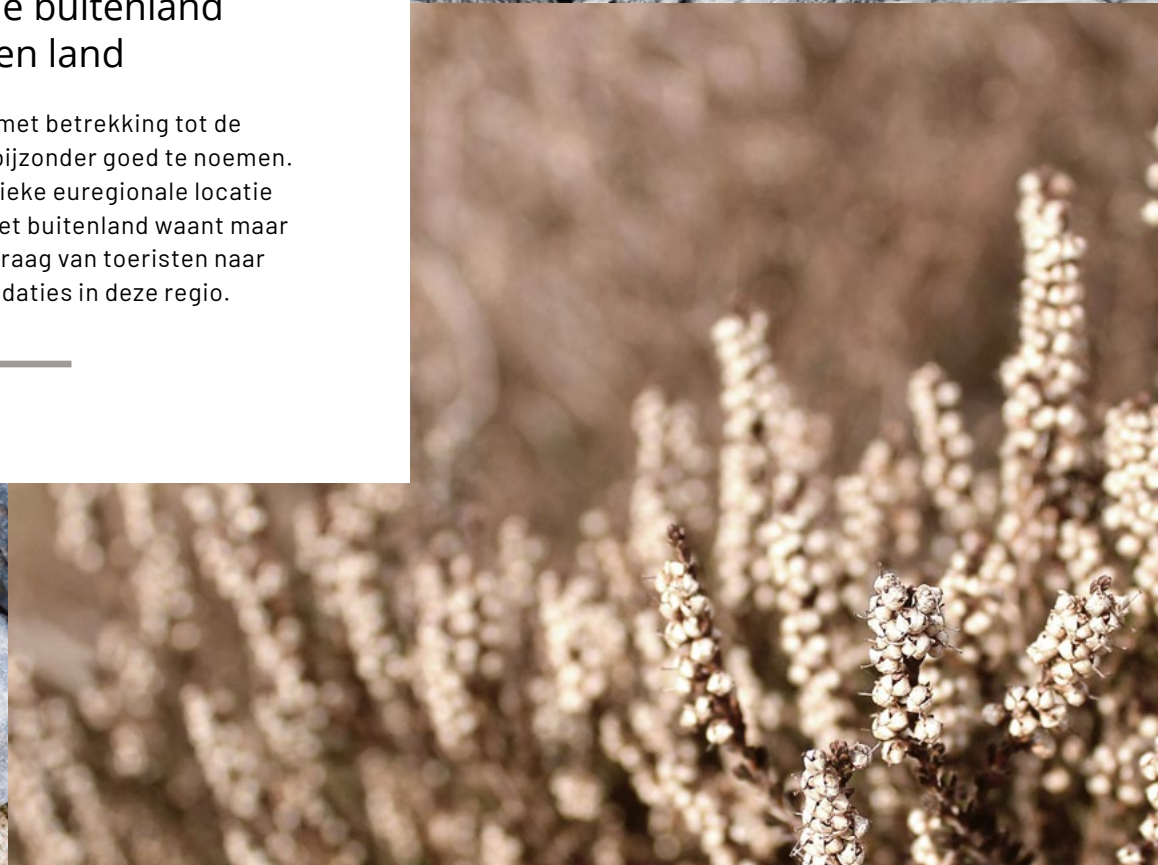 e buitenland
en land
met betrekking tot de
bijzonder goed te noemen.
ieke euregionale locatie
et buitenland waant maar
raag van toeristen naar
daties in deze regio.